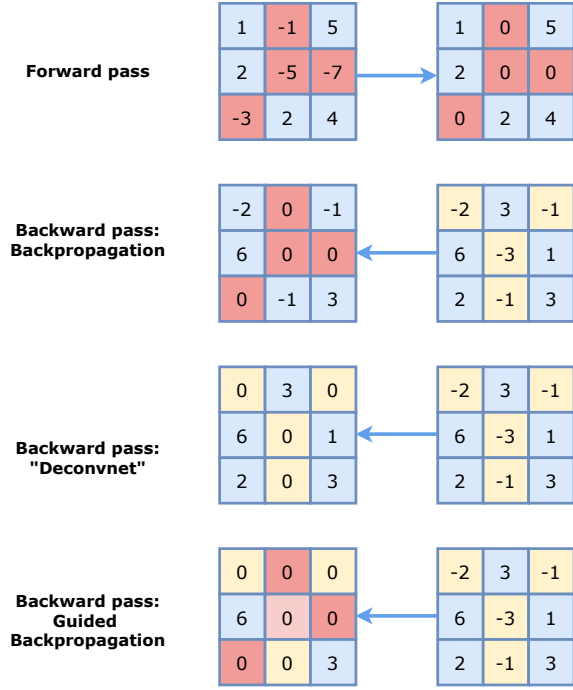 1 -1 5 1 0 5
Forward pass 2 -5 -7 2 0 0
-3 2 4 0 2 4
-2 0 -1 -2 3 -1
Backward pass:
Backpropagation
6 0 0 6 -3 1
0 -1 3 2 -1 3
0 3 0 -2 3 -1
6 0 1 6 -3 1
Backward pass:
"Deconvnet"
2 0 3 2 -1 3
0 0 0 -2 3 -1
Backward pass:
Guided
Backpropagation
6 0 0 6 -3 1
0 0 3 2 -1 3